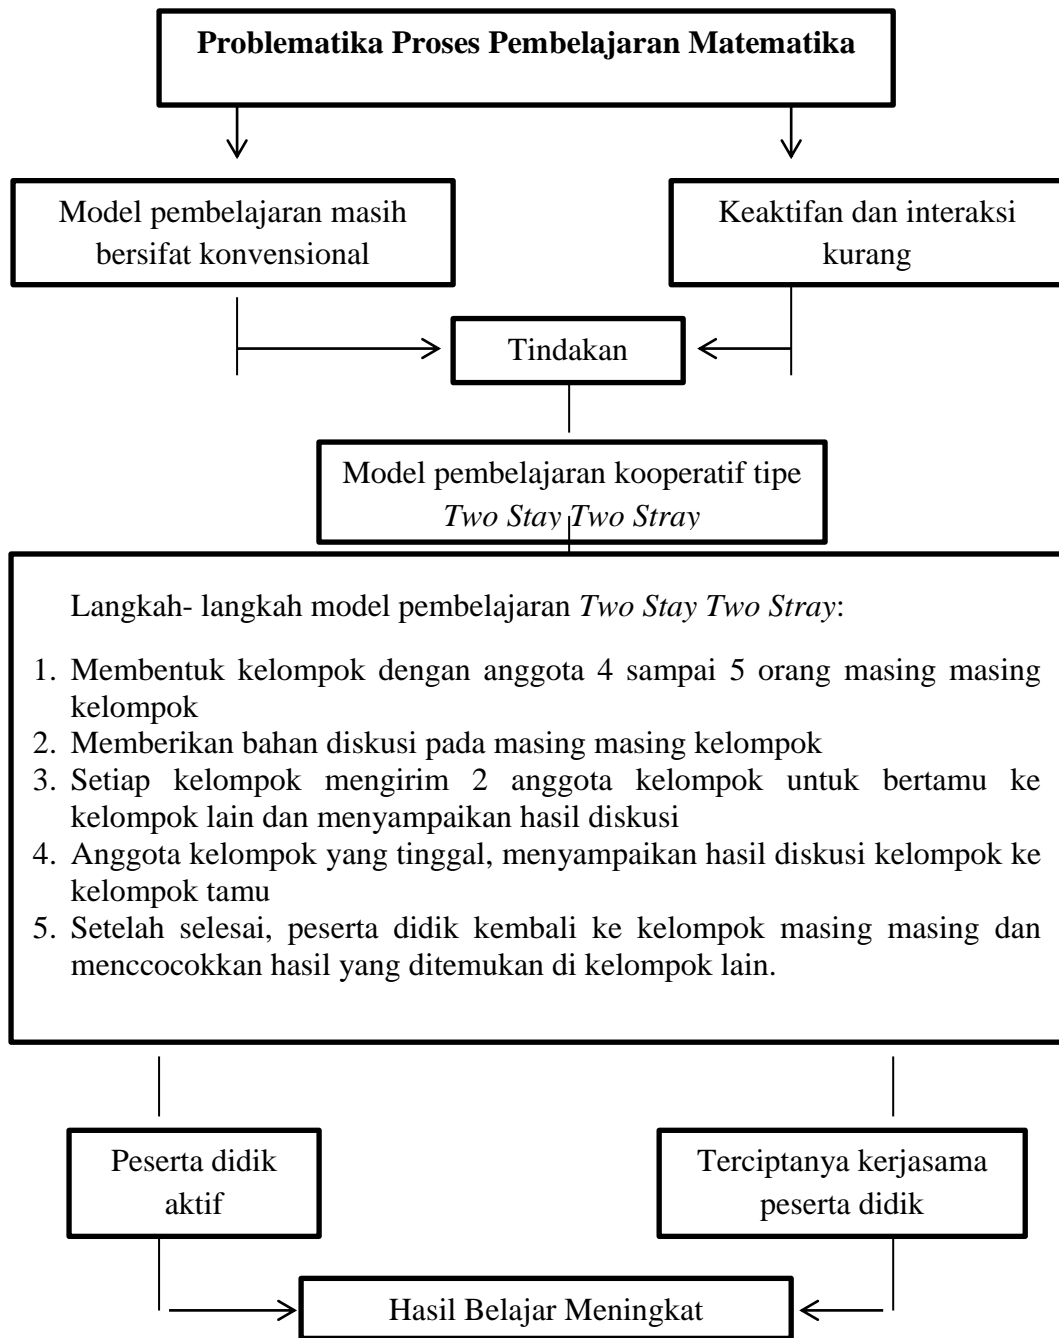 Problematika Proses Pembelajaran Matematika
Model pembelajaran masih
bersifat konvensional
Keaktifan dan interaksi
kurang
Tindakan
Model pembelajaran kooperatif tipe
Two Stay Two Stray
Langkah- langkah model pembelajaran Two Stay Two Stray:
1. Membentuk kelompok dengan anggota 4 sampai 5 orang masing masing
kelompok
2. Memberikan bahan diskusi pada masing masing kelompok
3. Setiap kelompok mengirim 2 anggota kelompok untuk bertamu ke
kelompok lain dan menyampaikan hasil diskusi
4. Anggota kelompok yang tinggal, menyampaikan hasil diskusi kelompok ke
kelompok tamu
5. Setelah selesai, peserta didik kembali ke kelompok masing masing dan
menccocokkan hasil yang ditemukan di kelompok lain.
Peserta didik
aktif
Terciptanya kerjasama
peserta didik
Hasil Belajar Meningkat